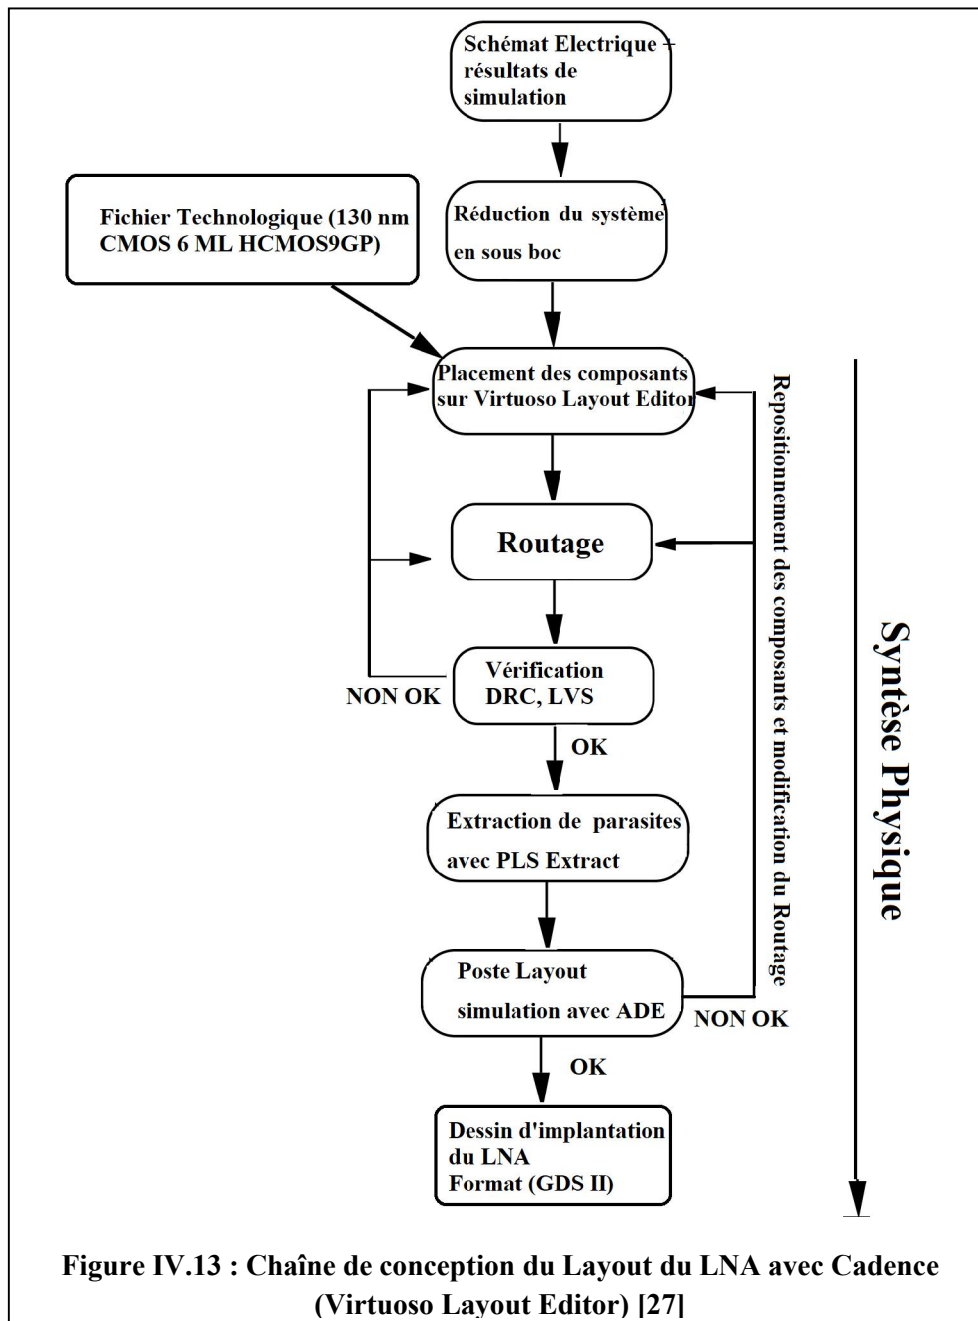 Schémat Electrique +
résultats de
simulation
Fichier Technologique (130 nm
CMOS 6 ML HCMOS9GP)
Réduction du système
en sous boc
Placement des composants
sur Virtuoso Layout Editor
Routage
Vérification
DRC, LVS
NON OK
OK
Extraction de parasites
avec PLS Extract
Poste Layout
simulation avec ADE
NON OK
OK
Dessin d'implantation
du LNA
Format (GDS II)
Repositionnement des composants et modification du Routage
Syntèse Physique
Figure IV.13 : Chaîne de conception du Layout du LNA avec Cadence
(Virtuoso Layout Editor) [27]